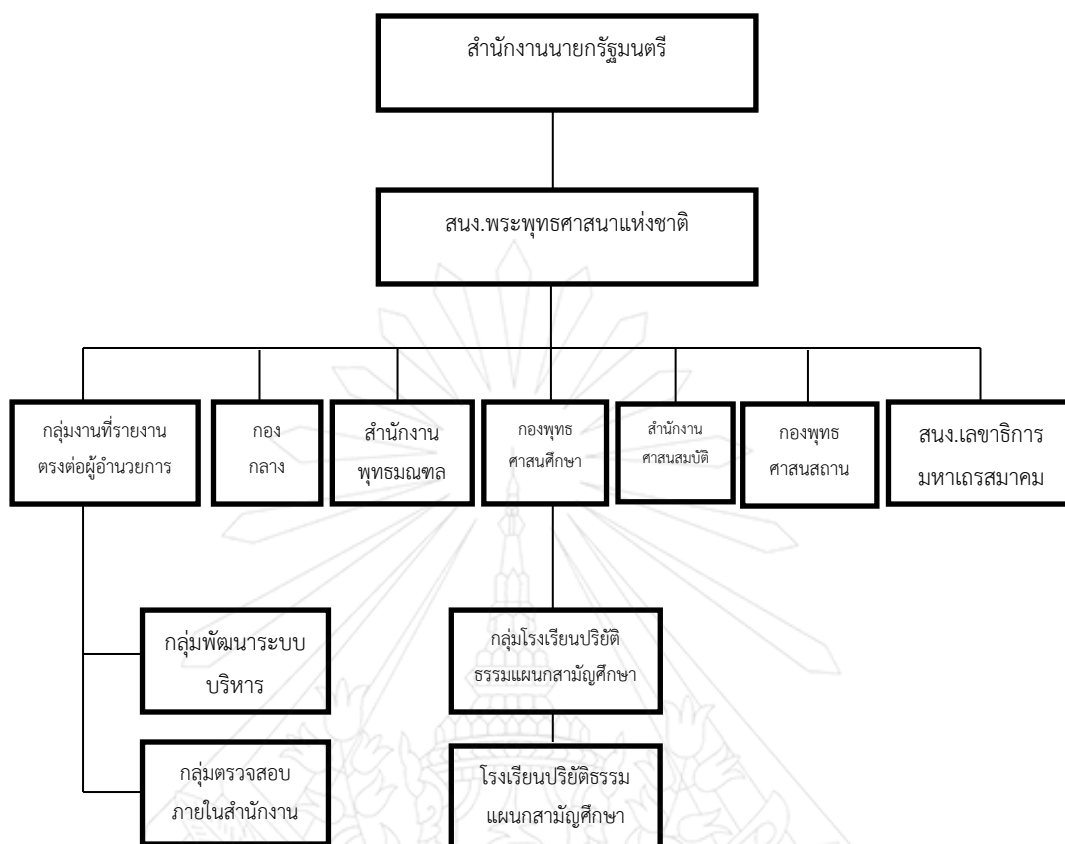 สำนักงานนายกรัฐมนตรี
สนง.พระพุทธศาสนาแห่งชาติ
กลุ่มงานที่รายงาน
ตรงต่อผู้อำนวยการ
กอง
กลาง
สำนักงาน
พุทธมณฑล
กองพุทธ
ศาสนศึกษา
สำนักงาน
ศาสนสมบัติ
กองพุทธ
ศาสนสถาน
สนง.เลขาธิการ
มหาเถรสมาคม
กลุ่มพัฒนาระบบ
บริหาร
กลุ่มโรงเรียนปริยัติ
ธรรมแผนกสามัญศึกษา
กลุ่มตรวจสอบ
ภายในสำนักงาน
โรงเรียนปริยัติธรรม
แผนกสามัญศึกษา